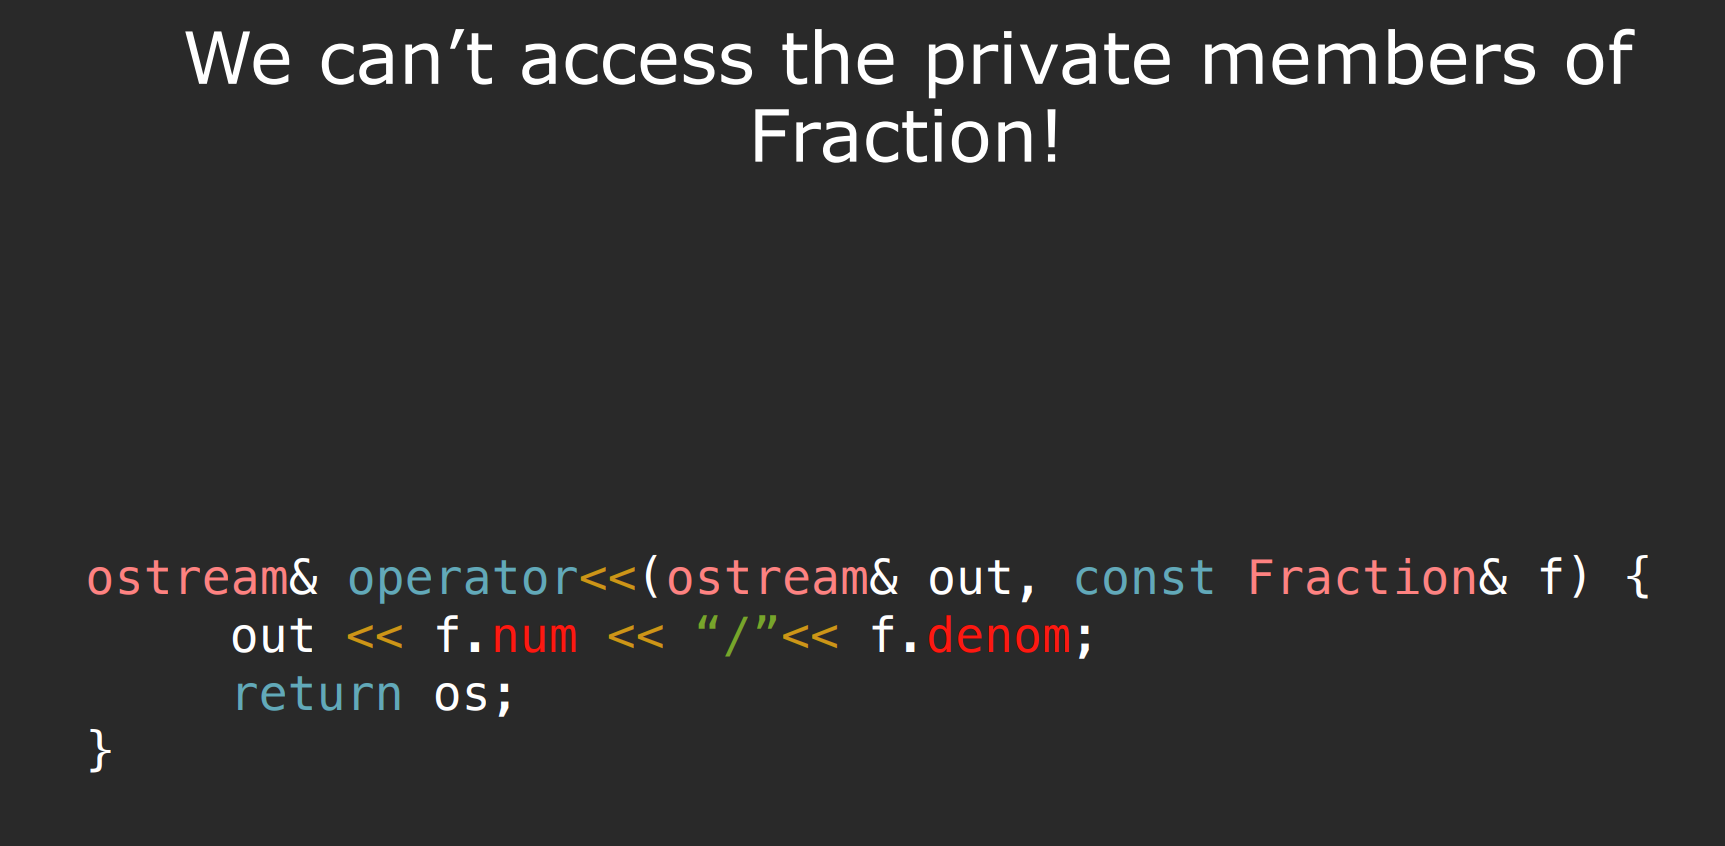 We can’t access the private members of
Fraction!
ostream& operator<<(ostream& out, const Fraction& f) {
out << f.num << “/”<< f.denom;
return os;
}